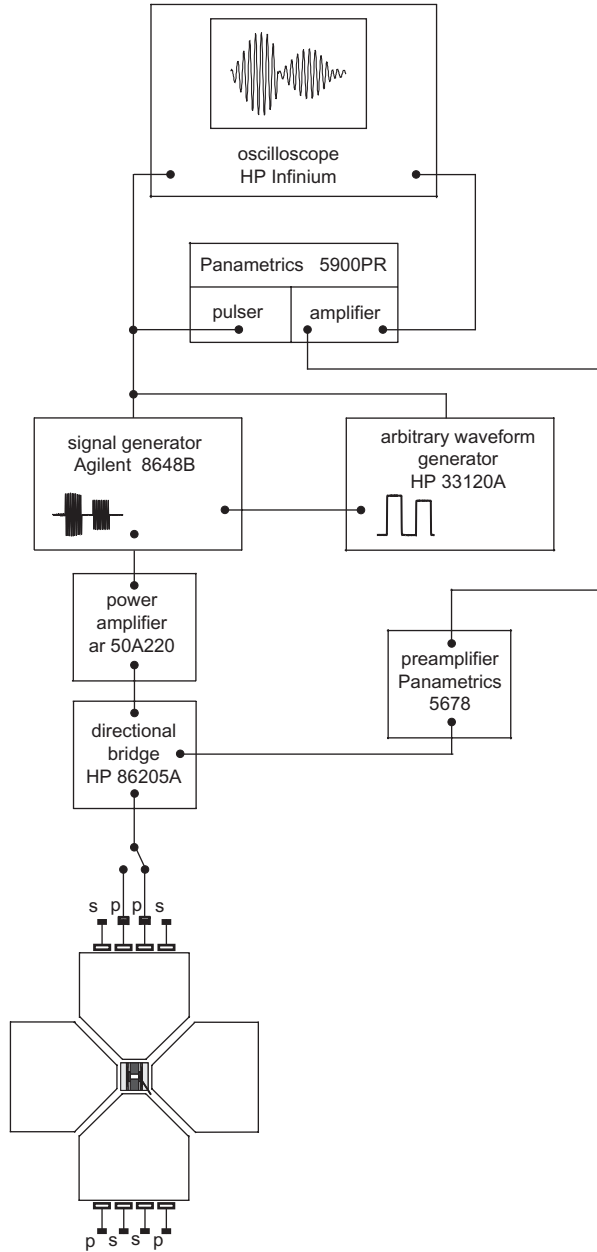 oscilloscope
HP Infinium
Panametrics 5900PR
pulser
amplifier
signal generator
Agilent 8648B
arbitrary waveform
generator
HP 33120A
power
amplifier
ar 50A220
preamplifier
Panametrics
5678
directional
bridge
HP 86205A
s p p s
p s s p